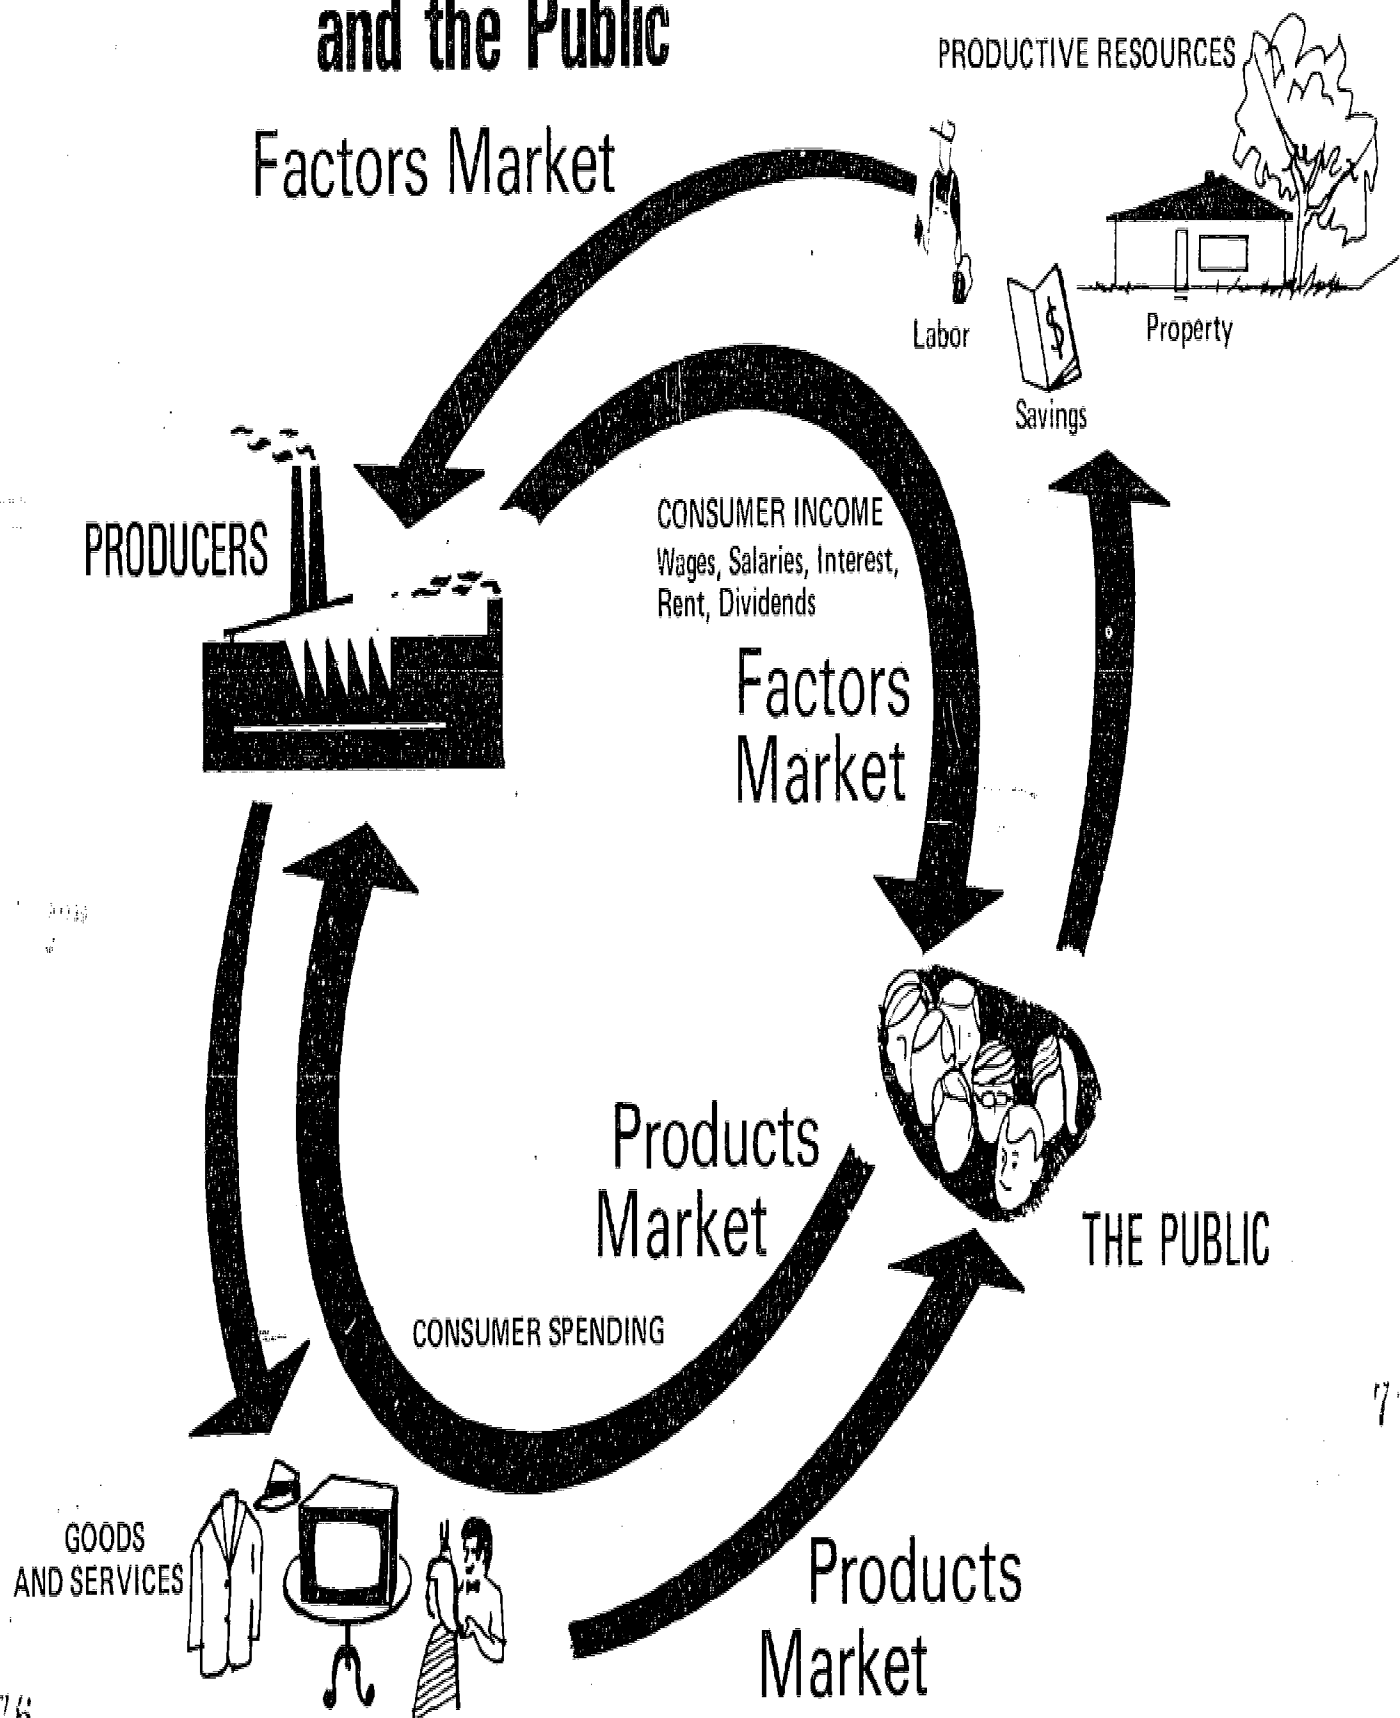 and the Public
PRODUCTIVE RESOURCES
Factors Market
Labor
Property
$
Savings
PRODUCERS
CONSUMER INCOME
Wages, Salaries, Interest,
Rent, Dividends
Factors
Market
Products
Market
THE PUBLIC
CONSUMER SPENDING
GOODS
AND SERVICES
Products
Market